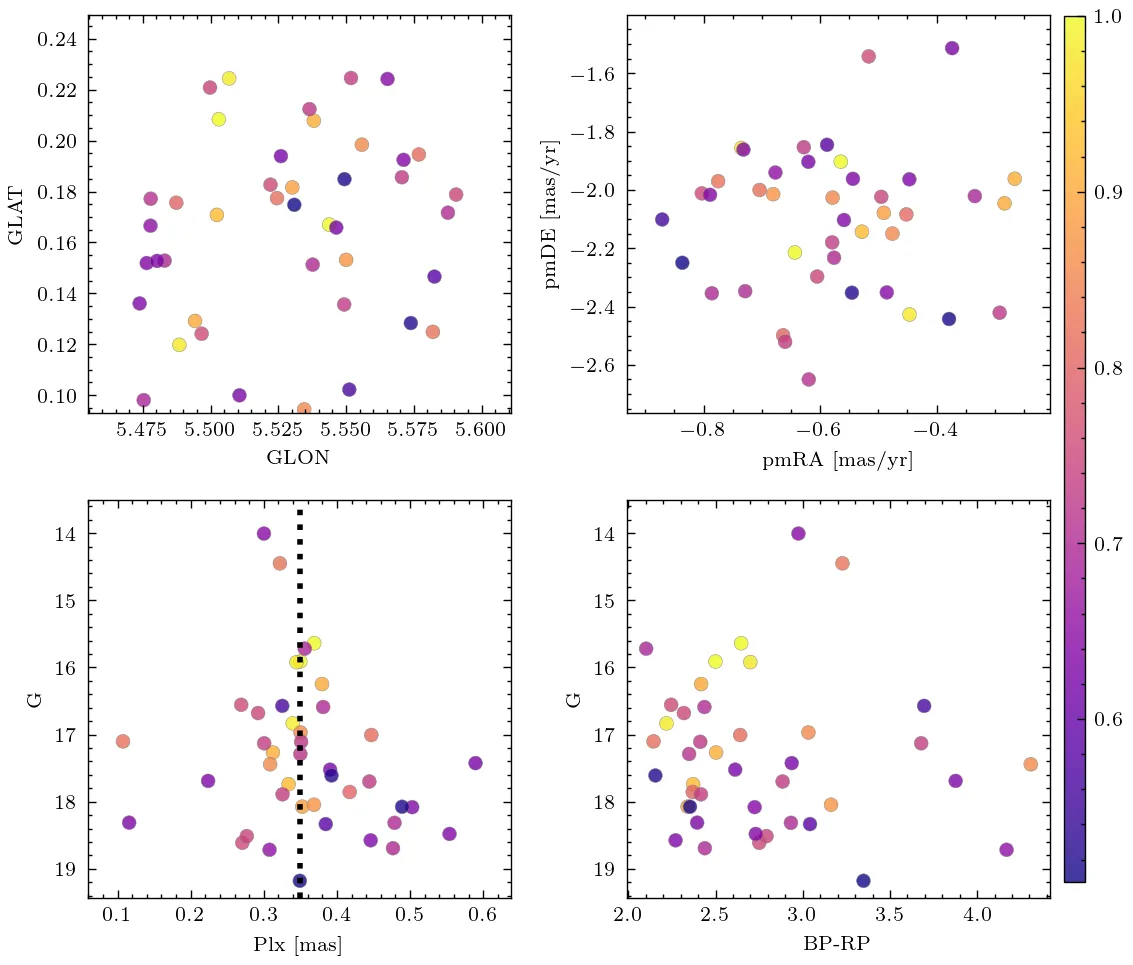 0.24
0.22
0.20
0.18
0.16
0.14
0.12
0.10
GLAT
5.475 5.500 5.525 5.550 5.575 5.600
GLON
−1.6
−1.8
−2.0
−2.2
−2.4
−2.6
pmDE [mas/yr]
−0.8 −0.6 −0.4
pmRA [mas/yr]
1.0
0.9
0.8
0.7
0.6
14
15
16
17
18
19
G
0.1 0.2 0.3 0.4 0.5 0.6
Plx [mas]
14
15
16
17
18
19
G
2.0 2.5 3.0 3.5 4.0
BP-RP